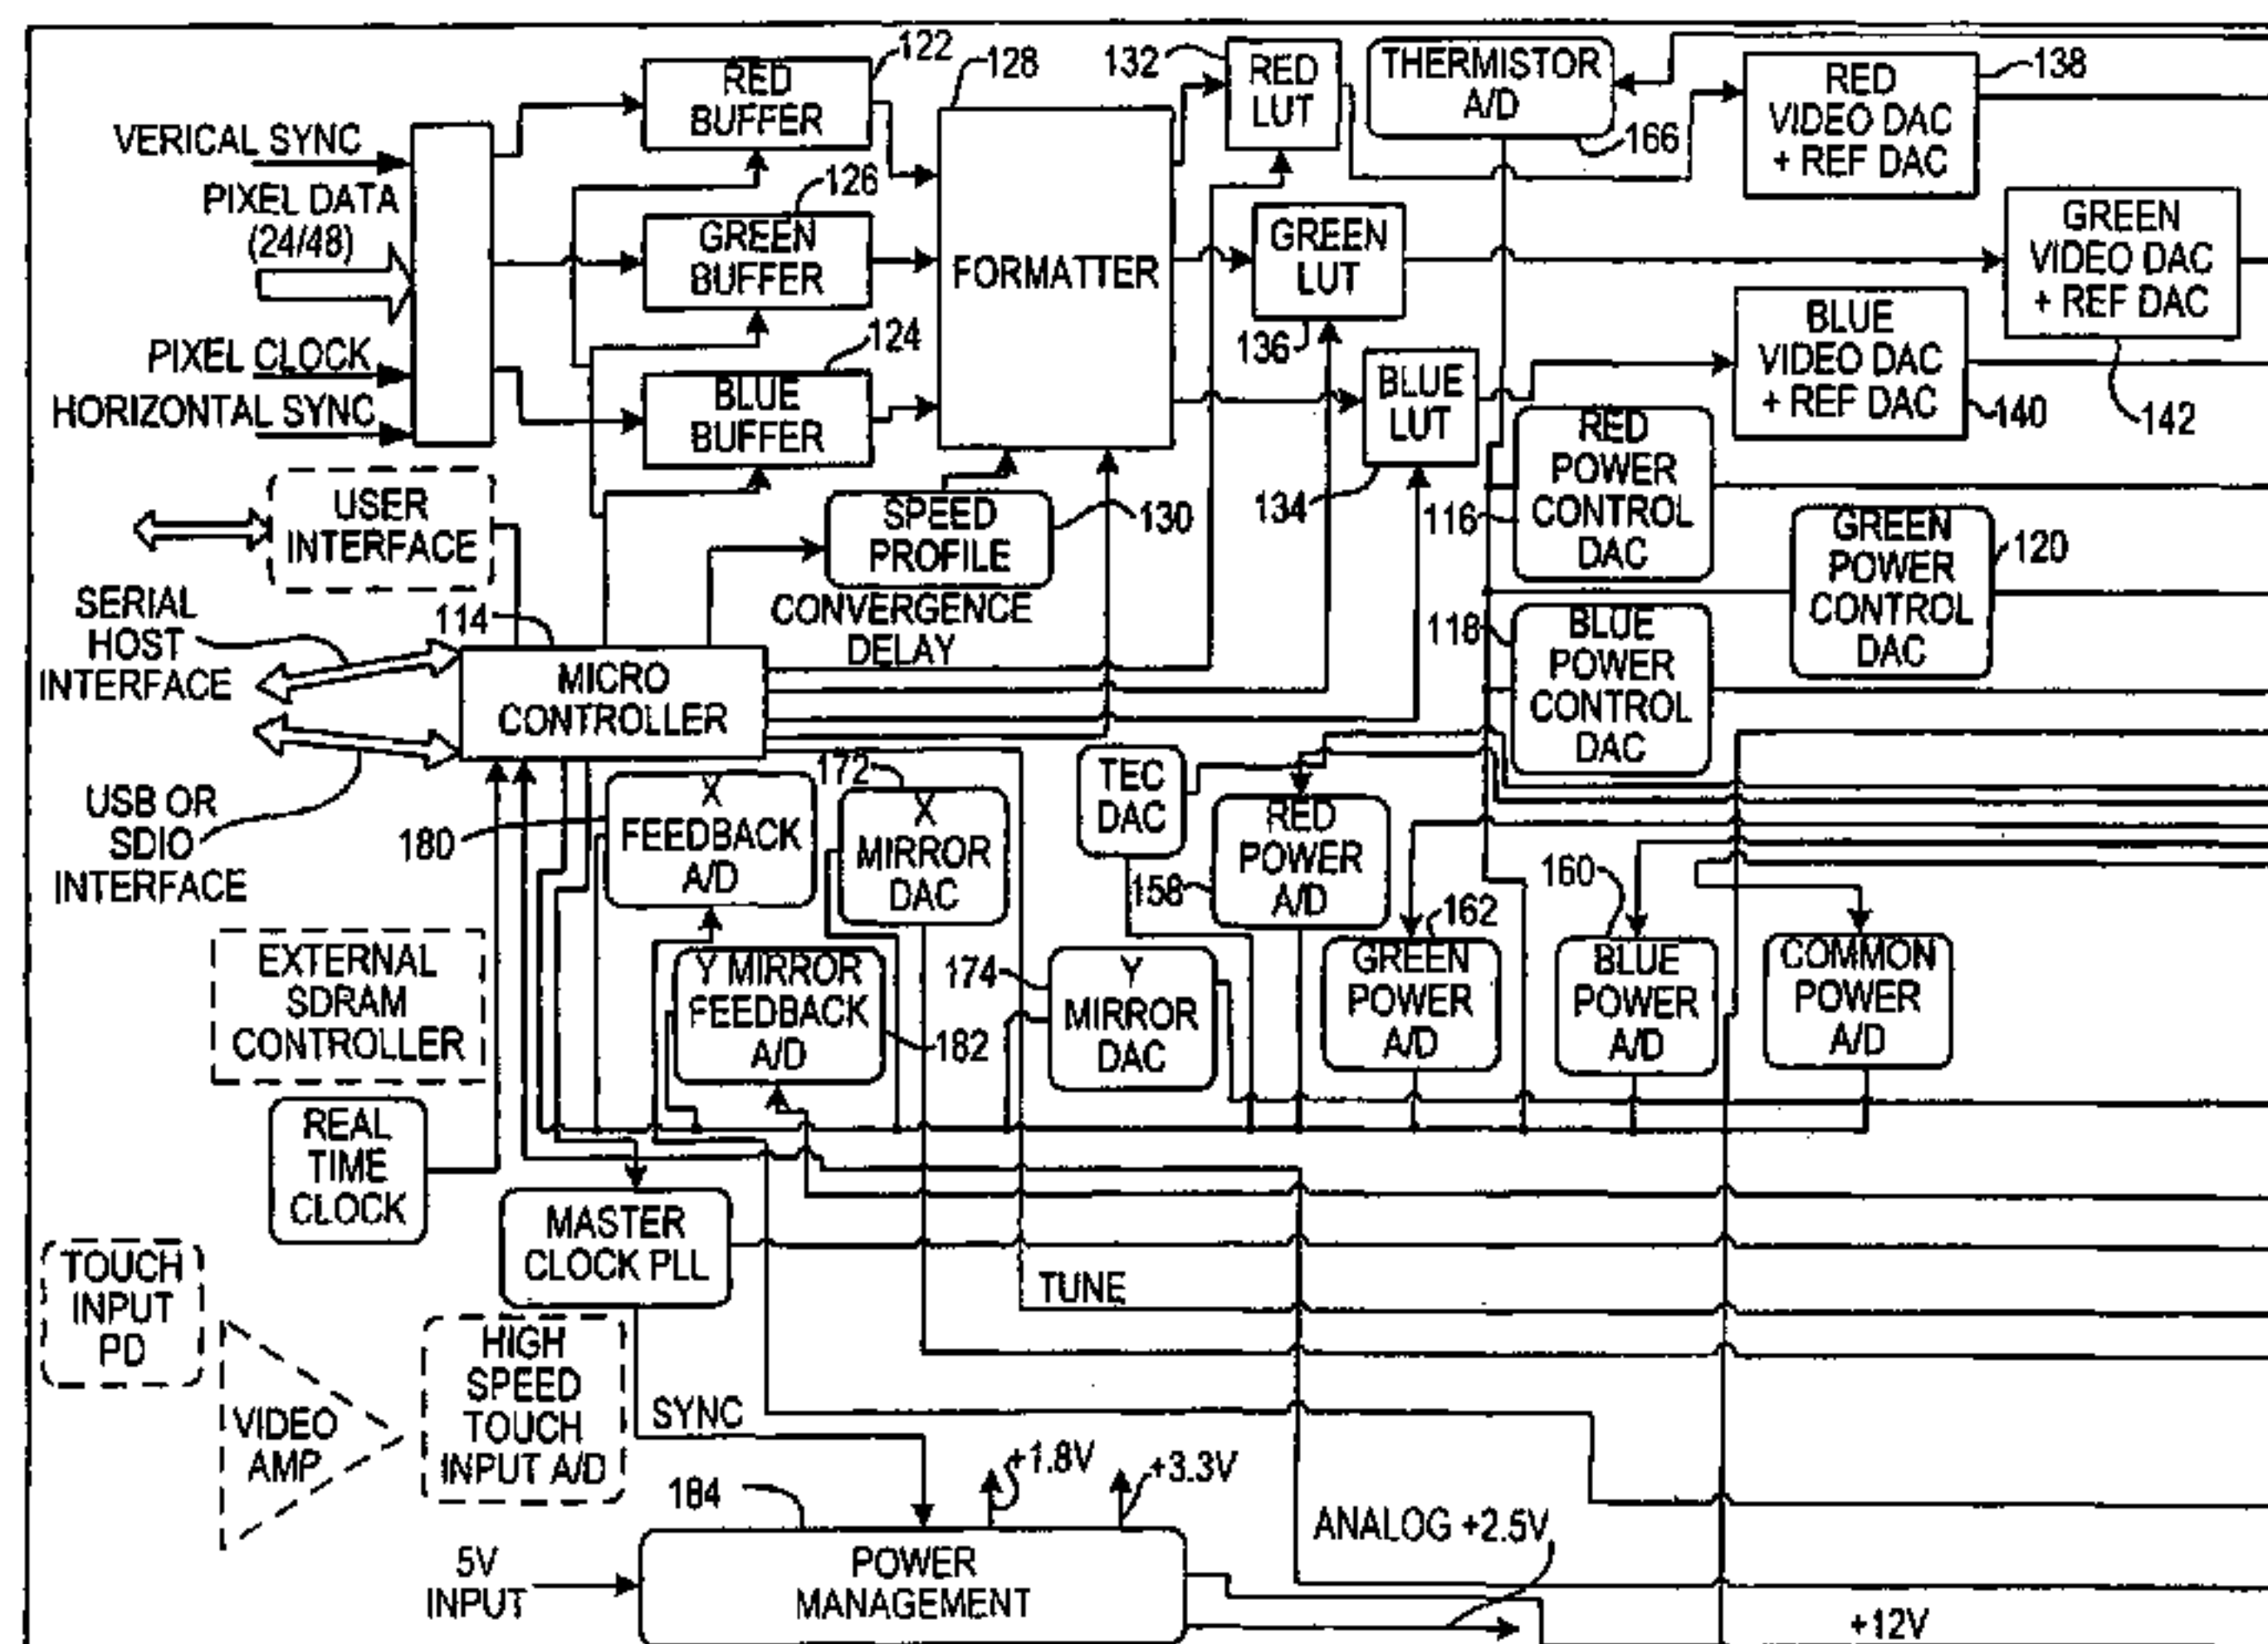 VERICAL SYNC
PIXEL DATA
(24/48)
PIXEL CLOCK
HORIZONTAL SYNC
RED
BUFFER
122
GREEN
BUFFER
126
BLUE
BUFFER
124
FORMATTER
128
RED
LUT
132
GREEN
LUT
136
BLUE
LUT
134
THERMISTOR
A/D
166
RED
VIDEO DAC
+ REF DAC
138
GREEN
VIDEO DAC
+ REF DAC
142
BLUE
VIDEO DAC
+ REF DAC
140
USER
INTERFACE
SPEED
PROFILE
130
CONVERGENCE
DELAY
RED
POWER
CONTROL
DAC
116
GREEN
POWER
CONTROL
DAC
120
BLUE
POWER
CONTROL
DAC
118
SERIAL
HOST
INTERFACE
114
MICRO
CONTROLLER
USB OR
SDIO
INTERFACE
X
FEEDBACK
A/D
180
172
X
MIRROR
DAC
TEC
DAC
RED
POWER
A/D
158
EXTERNAL
SDRAM
CONTROLLER
Y MIRROR
FEEDBACK
A/D
182
174
Y
MIRROR
DAC
GREEN
POWER
A/D
162
160
BLUE
POWER
A/D
COMMON
POWER
A/D
REAL
TIME
CLOCK
MASTER
CLOCK PLL
TUNE
TOUCH
INPUT
PD
VIDEO
AMP
HIGH
SPEED
TOUCH
INPUT A/D
SYNC
184
+1.8V
+3.3V
ANALOG +2.5V
5V
INPUT
POWER
MANAGEMENT
+12V